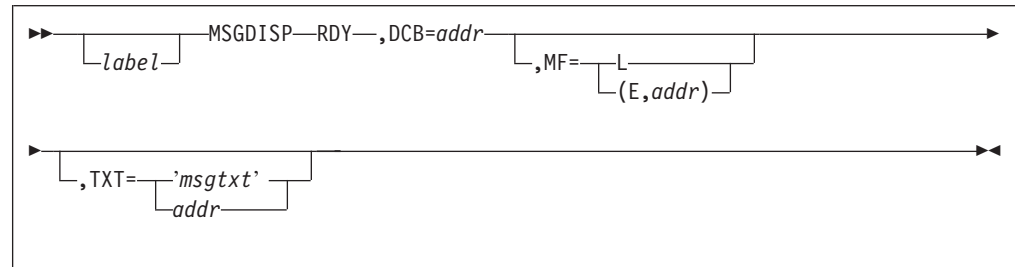 MSGDISP RDY ,DCB=addr
label
,MF= L
(E,addr)
,TXT= 'msgtxt'
addr